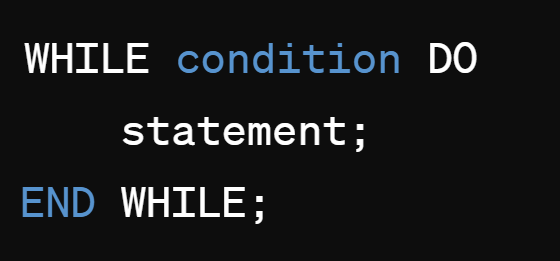 WHILE condition DO
statement;
END WHILE;